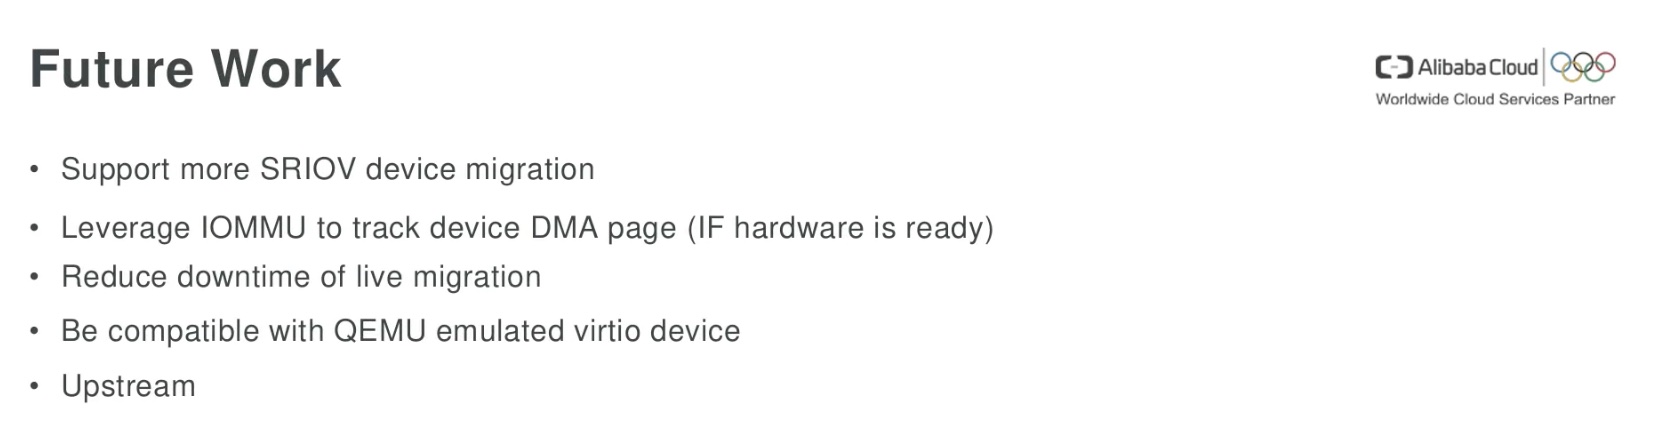 Future Work
Alibaba Cloud
Worldwide Cloud Services Partner
• Support more SRIOV device migration
• Leverage IOMMU to track device DMA page (IF hardware is ready)
• Reduce downtime of live migration
• Be compatible with QEMU emulated virtio device
• Upstream